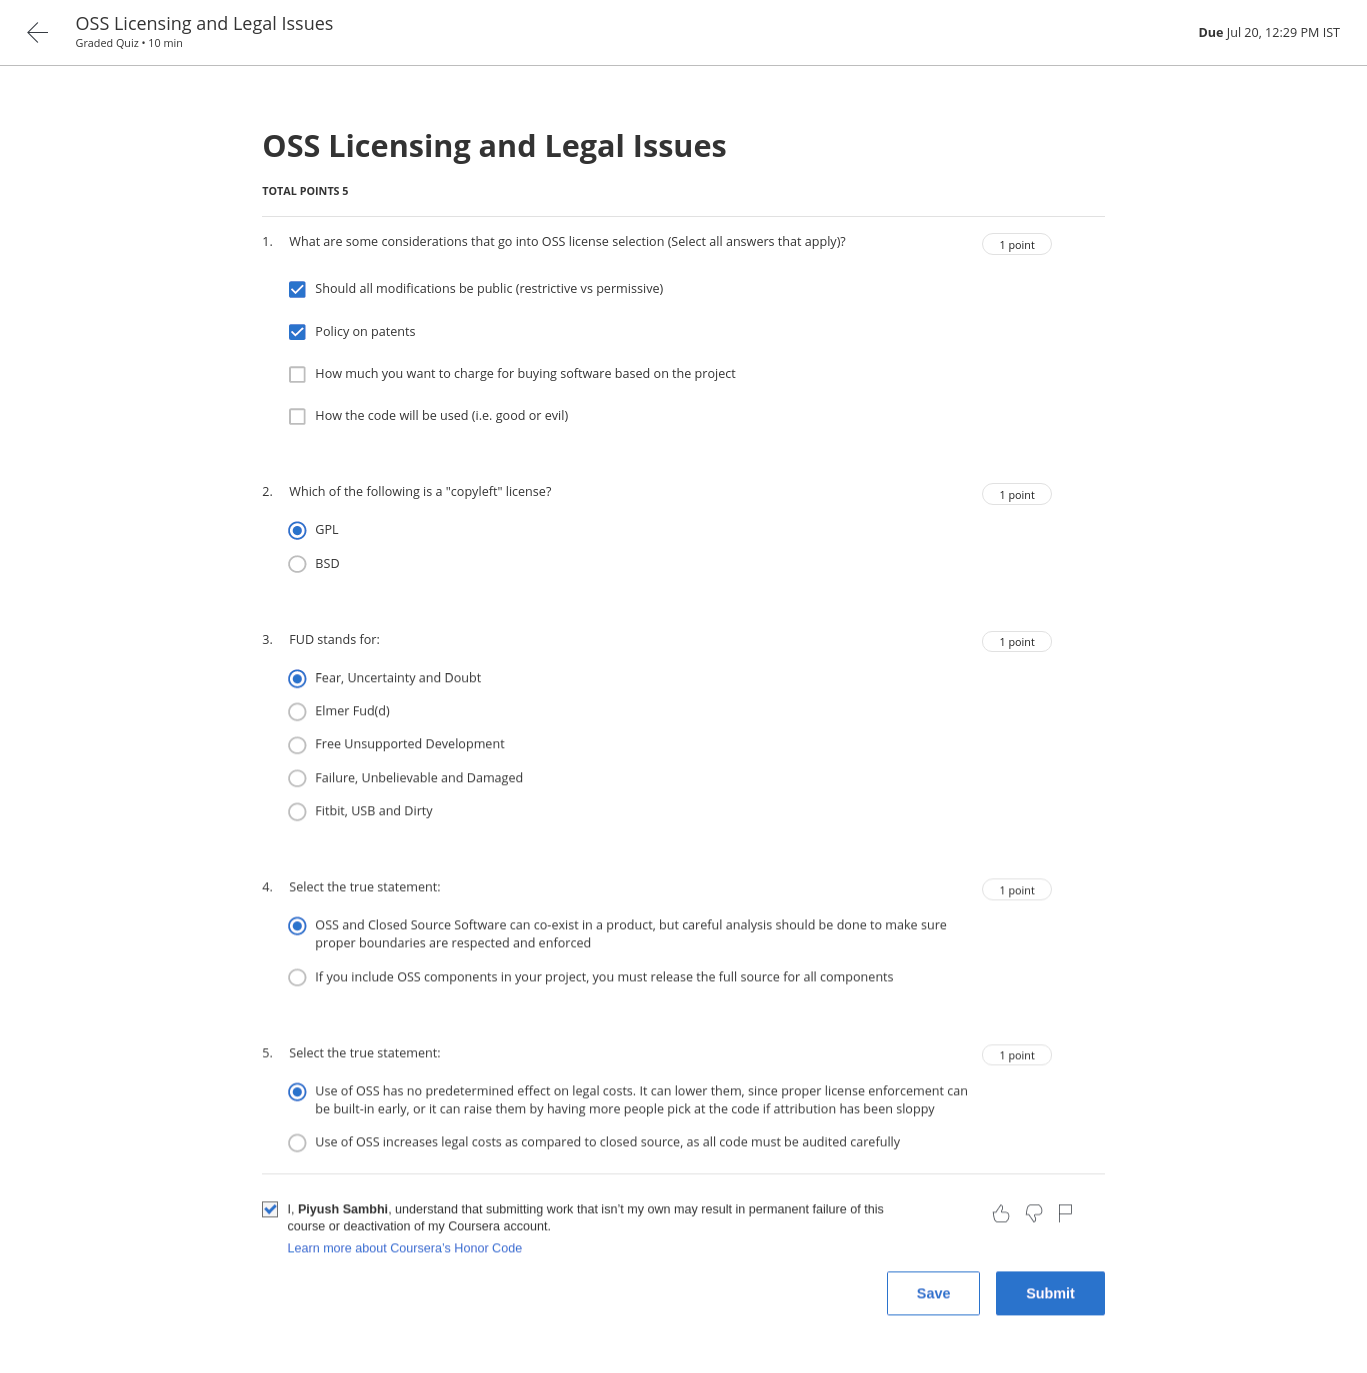 OSS Licensing and Legal Issues
Graded Quiz • 10 min
Due Jul 20, 12:29 PM IST
OSS Licensing and Legal Issues
TOTAL POINTS 5
1. What are some considerations that go into OSS license selection (Select all answers that apply)?
1 point
Should all modifications be public (restrictive vs permissive)
Policy on patents
How much you want to charge for buying software based on the project
How the code will be used (i.e. good or evil)
2. Which of the following is a "copyleft" license?
1 point
GPL
BSD
3. FUD stands for:
1 point
Fear, Uncertainty and Doubt
Elmer Fud(d)
Free Unsupported Development
Failure, Unbelievable and Damaged
Fitbit, USB and Dirty
4. Select the true statement:
1 point
OSS and Closed Source Software can co-exist in a product, but careful analysis should be done to make sure
proper boundaries are respected and enforced
If you include OSS components in your project, you must release the full source for all components
5. Select the true statement:
1 point
Use of OSS has no predetermined effect on legal costs. It can lower them, since proper license enforcement can
be built-in early, or it can raise them by having more people pick at the code if attribution has been sloppy
Use of OSS increases legal costs as compared to closed source, as all code must be audited carefully
I, Piyush Sambhi, understand that submitting work that isn’t my own may result in permanent failure of this
course or deactivation of my Coursera account.
Learn more about Coursera’s Honor Code
Save
Submit